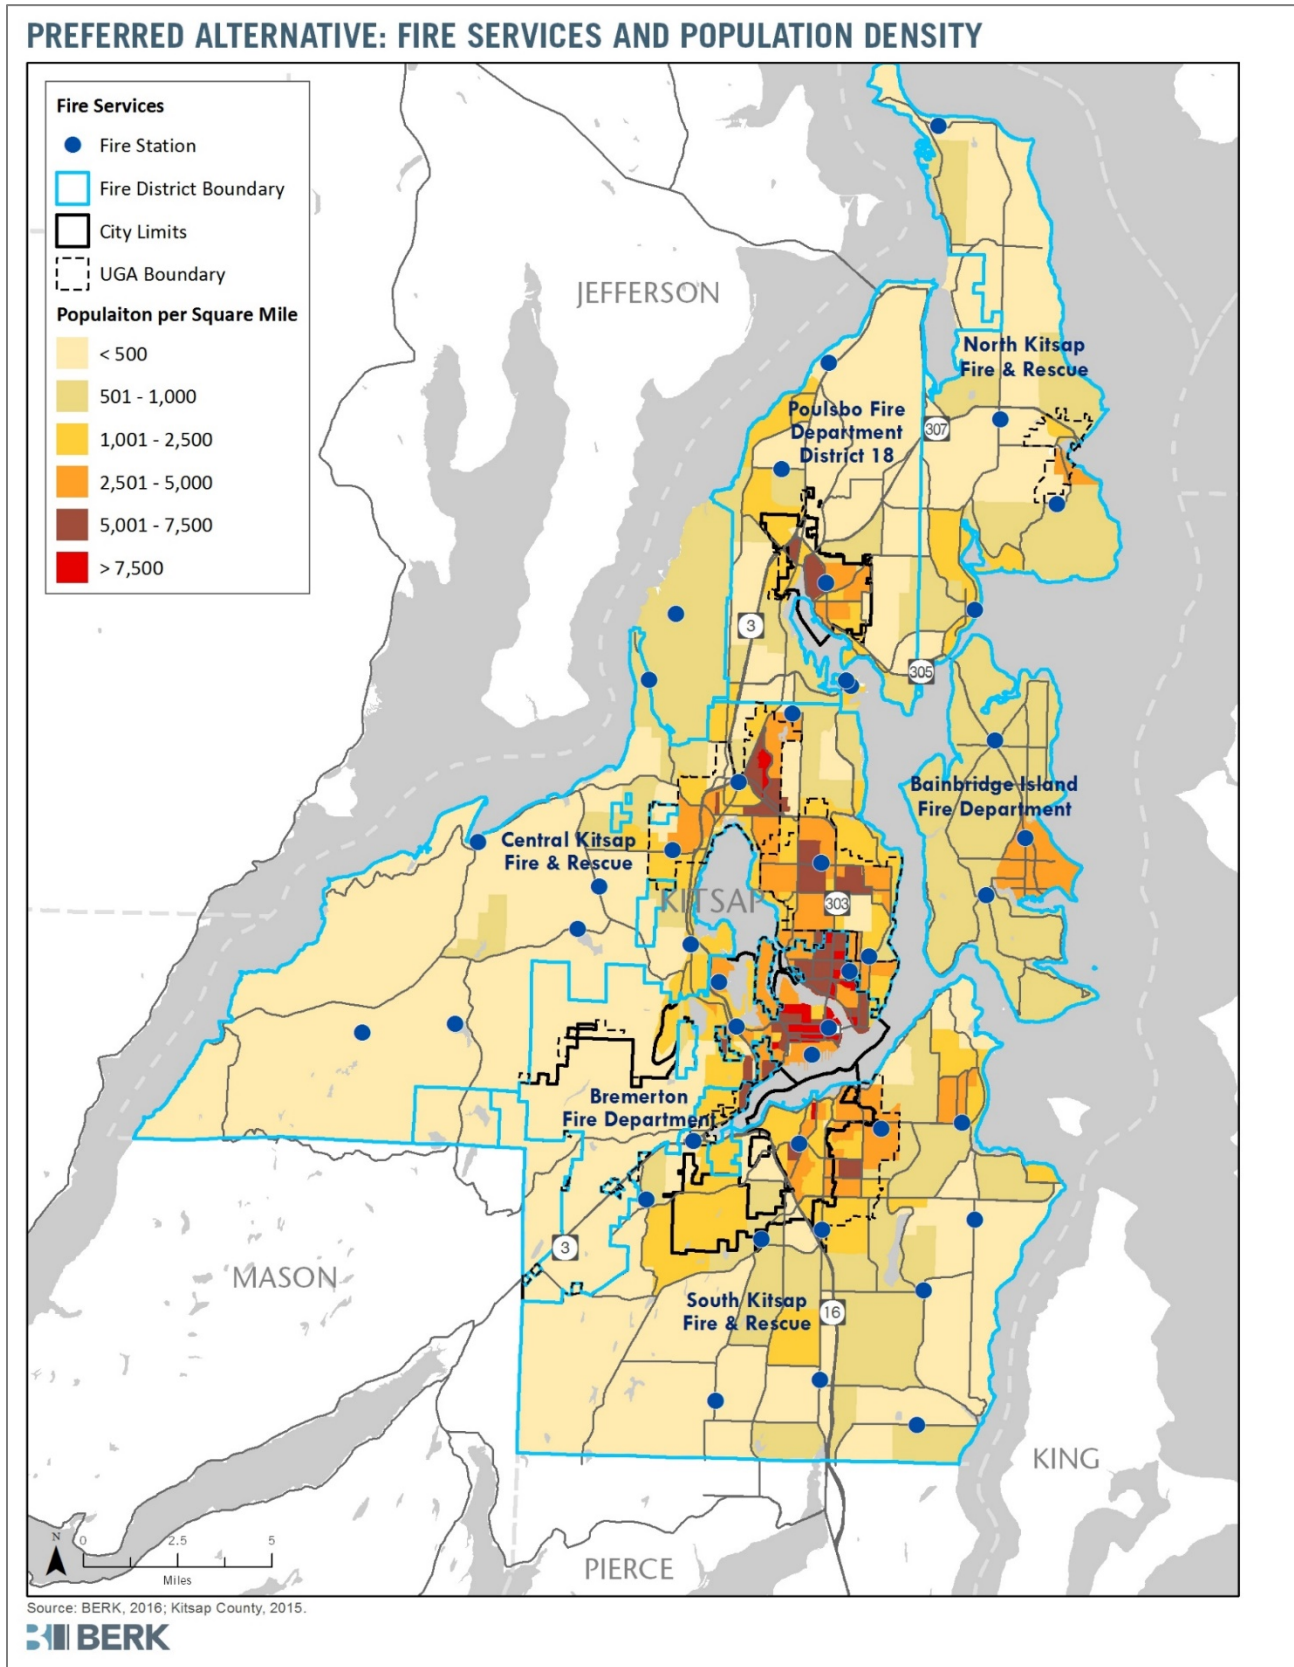 PREFERRED ALTERNATIVE: FIRE SERVICES AND POPULATION DENSITY
Fire Services
Fire Station
Fire District Boundary
City Limits
UGA Boundary
Populaiton per Square Mile
< 500
501 - 1,000
1,001 - 2,500
2,501 - 5,000
5,001 - 7,500
> 7,500
JEFFERSON
North Kitsap
Fire & Rescue
Poulsbo Fire
Department
District 18
307
3
305
Bainbridge Island
Fire Department
Central Kitsap
Fire & Rescue
KITSAP
303
Bremerton
Fire Department
3
MASON
South Kitsap
Fire & Rescue
16
KING
PIERCE
N
0 2.5 5
Miles
Source: BERK, 2016; Kitsap County, 2015.
BERK